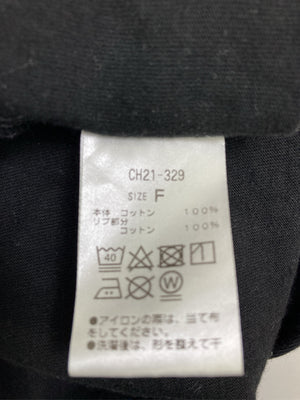 CH21-329
SIZE F
本体 コットン 100%
リブ部分
コットン 100%
40
●アイロンの際は、当て布
をしてください。
●洗濯後は、形を整えて干